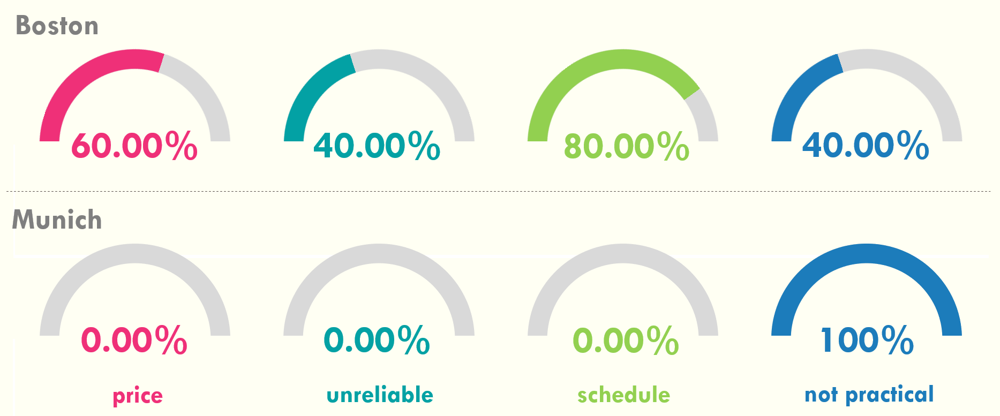 Boston
60.00%
40.00%
80.00%
40.00%
Munich
0.00%
0.00%
0.00%
100%
price
unreliable
schedule
not practical